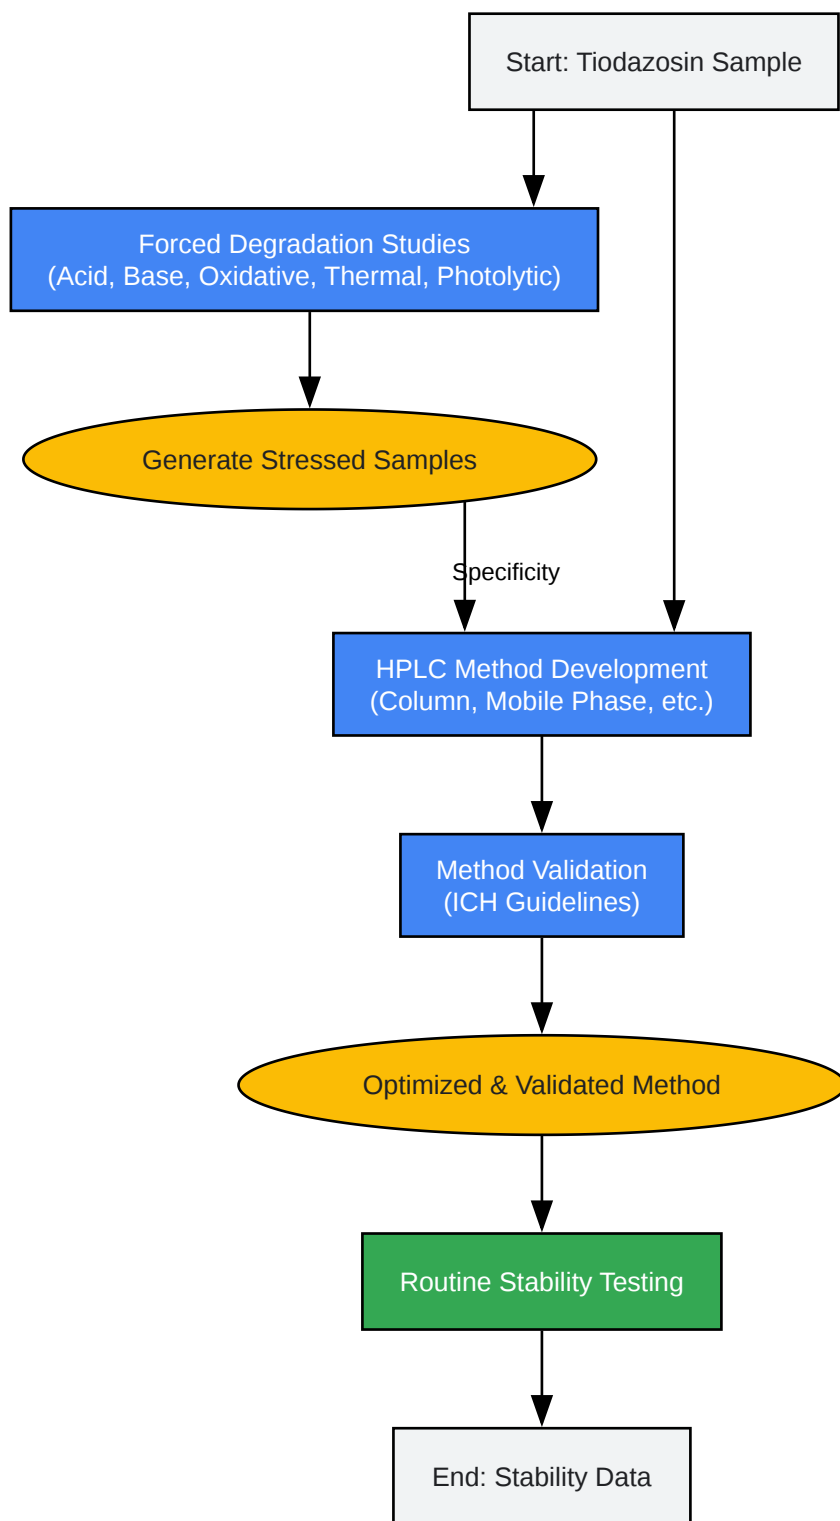 Start: Tiodazosin Sample
Forced Degradation Studies
(Acid, Base, Oxidative, Thermal, Photolytic)
Generate Stressed Samples
Specificity
HPLC Method Development
(Column, Mobile Phase, etc.)
Method Validation
(ICH Guidelines)
Optimized & Validated Method
Routine Stability Testing
End: Stability Data